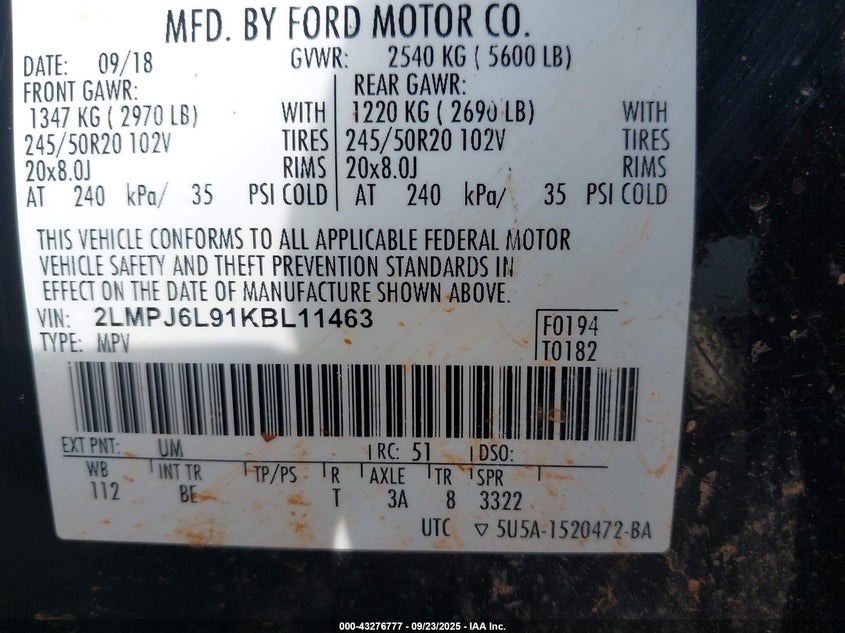 MFD. BY FORD MOTOR CO.
DATE: 09/18 GVWR: 2540 KG ( 5600 LB)
FRONT GAWR: REAR GAWR:
1347 KG ( 2970 LB) WITH 1220 KG ( 2690 LB) WITH
245/50R20 102V TIRES 245/50R20 102V TIRES
20x8.0J RIMS 20x8.0J RIMS
AT 240 kPa/ 35 PSI COLD AT 240 kPa/ 35 PSI COLD
THIS VEHICLE CONFORMS TO ALL APPLICABLE FEDERAL MOTOR
VEHICLE SAFETY AND THEFT PREVENTION STANDARDS IN
EFFECT ON THE DATE OF MANUFACTURE SHOWN ABOVE.
VIN: 2LMPJ6L91KBL11463 F0194
TYPE: MPV T0182
EXT PNT: UM RC: 51 DSO:
WB INT TR TP/PS R AXLE TR SPR
112 BE T 3A 8 3322
UTC ▽ 5U5A-1520472-BA
000-43276777 - 09/23/2025 - IAA Inc.